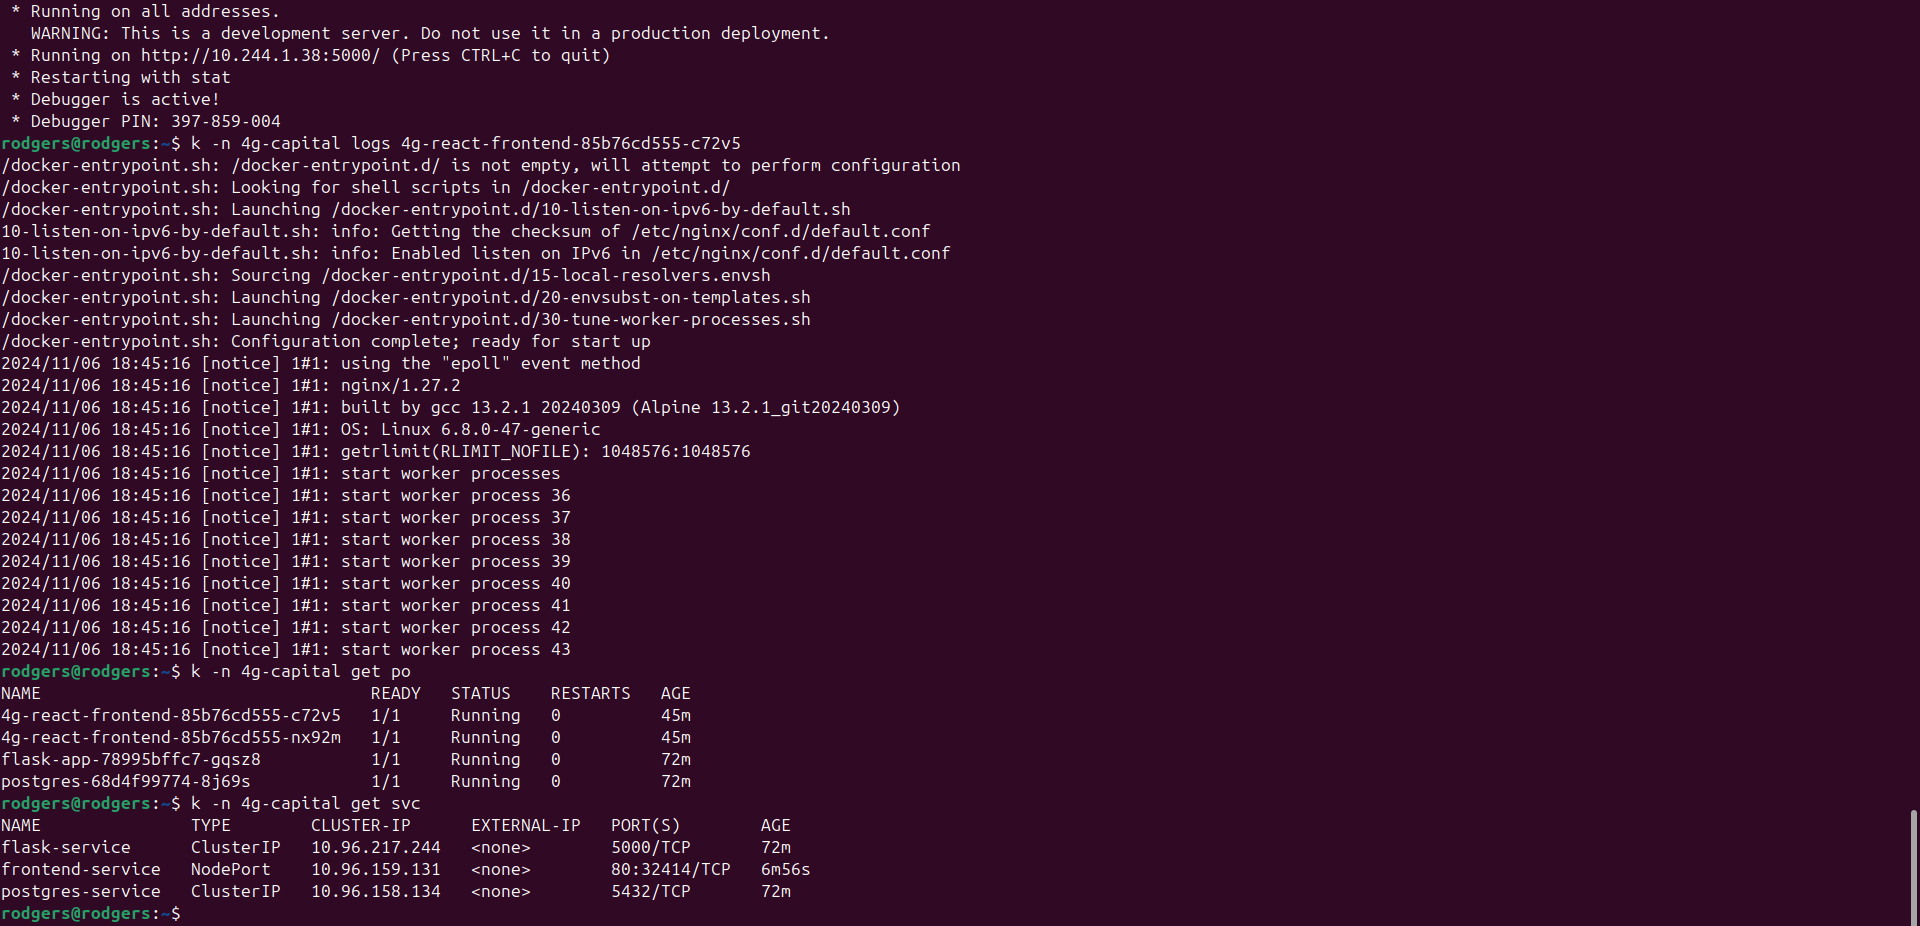 * Running on all addresses.
WARNING: This is a development server. Do not use it in a production deployment.
* Running on http://10.244.1.38:5000/ (Press CTRL+C to quit)
* Restarting with stat
* Debugger is active!
* Debugger PIN: 397-859-004
rodgers@rodgers:~$ k -n 4g-capital logs 4g-react-frontend-85b76cd555-c72v5
/docker-entrypoint.sh: /docker-entrypoint.d/ is not empty, will attempt to perform configuration
/docker-entrypoint.sh: Looking for shell scripts in /docker-entrypoint.d/
/docker-entrypoint.sh: Launching /docker-entrypoint.d/10-listen-on-ipv6-by-default.sh
10-listen-on-ipv6-by-default.sh: info: Getting the checksum of /etc/nginx/conf.d/default.conf
10-listen-on-ipv6-by-default.sh: info: Enabled listen on IPv6 in /etc/nginx/conf.d/default.conf
/docker-entrypoint.sh: Sourcing /docker-entrypoint.d/15-local-resolvers.envsh
/docker-entrypoint.sh: Launching /docker-entrypoint.d/20-envsubst-on-templates.sh
/docker-entrypoint.sh: Launching /docker-entrypoint.d/30-tune-worker-processes.sh
/docker-entrypoint.sh: Configuration complete; ready for start up
2024/11/06 18:45:16 [notice] 1#1: using the "epoll" event method
2024/11/06 18:45:16 [notice] 1#1: nginx/1.27.2
2024/11/06 18:45:16 [notice] 1#1: built by gcc 13.2.1 20240309 (Alpine 13.2.1_git20240309)
2024/11/06 18:45:16 [notice] 1#1: OS: Linux 6.8.0-47-generic
2024/11/06 18:45:16 [notice] 1#1: getrlimit(RLIMIT_NOFILE): 1048576:1048576
2024/11/06 18:45:16 [notice] 1#1: start worker processes
2024/11/06 18:45:16 [notice] 1#1: start worker process 36
2024/11/06 18:45:16 [notice] 1#1: start worker process 37
2024/11/06 18:45:16 [notice] 1#1: start worker process 38
2024/11/06 18:45:16 [notice] 1#1: start worker process 39
2024/11/06 18:45:16 [notice] 1#1: start worker process 40
2024/11/06 18:45:16 [notice] 1#1: start worker process 41
2024/11/06 18:45:16 [notice] 1#1: start worker process 42
2024/11/06 18:45:16 [notice] 1#1: start worker process 43
rodgers@rodgers:~$ k -n 4g-capital get po
NAME READY STATUS RESTARTS AGE
4g-react-frontend-85b76cd555-c72v5 1/1 Running 0 45m
4g-react-frontend-85b76cd555-nx92m 1/1 Running 0 45m
flask-app-78995bffc7-gqsz8 1/1 Running 0 72m
postgres-68d4f99774-8j69s 1/1 Running 0 72m
rodgers@rodgers:~$ k -n 4g-capital get svc
NAME TYPE CLUSTER-IP EXTERNAL-IP PORT(S) AGE
flask-service ClusterIP 10.96.217.244 <none> 5000/TCP 72m
frontend-service NodePort 10.96.159.131 <none> 80:32414/TCP 6m56s
postgres-service ClusterIP 10.96.158.134 <none> 5432/TCP 72m
rodgers@rodgers:~$